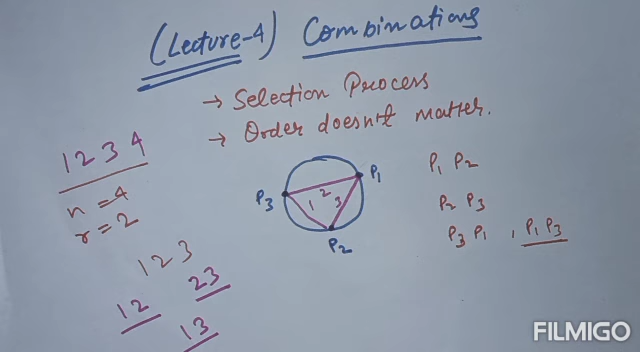 (Lecture-4) Combinations
→ Selection Process
→ Order doesn't matter.
1 2 3 4
n = 4
r = 2
1 2 3
12 23
13
P1
P3
P2
1 2 3
P1 P2
P2 P3
P3 P1 , P1 P3
FILMIGO